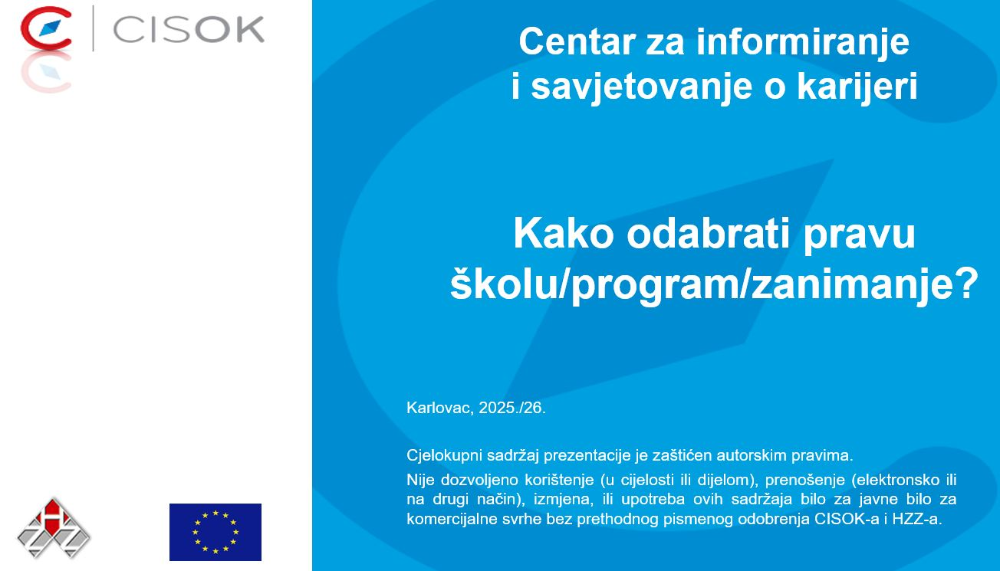 CISOK
Centar za informiranje
i savjetovanje o karijeri
Kako odabrati pravu
školu/program/zanimanje?
Karlovac, 2025./26.
Cjelokupni sadržaj prezentacije je zaštićen autorskim pravima.
Nije dozvoljeno korištenje (u cijelosti ili dijelom), prenošenje (elektronsko ili
na drugi način), izmjena, ili upotreba ovih sadržaja bilo za javne bilo za
komercijalne svrhe bez prethodnog pismenog odobrenja CISOK-a i HZZ-a.
HZZ